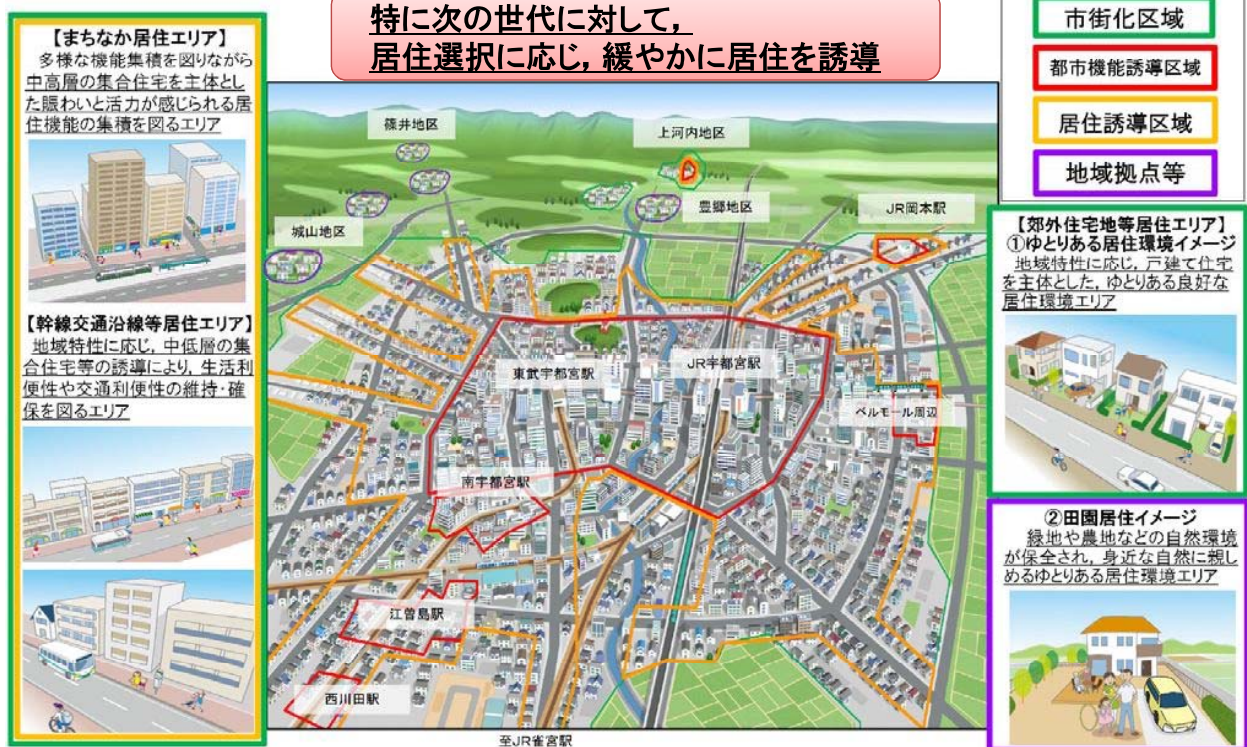 特に次の世代に対して，
居住選択に応じ，緩やかに居住を誘導
【まちなか居住エリア】
多様な機能集積を図りながら
中高層の集合住宅を主体とし
た賑わいと活力が感じられる居
住機能の集積を図るエリア
【幹線交通沿線等居住エリア】
地域特性に応じ，中低層の集
合住宅等の誘導により，生活利
便性や交通利便性の維持・確
保を図るエリア
篠井地区
上河内地区
城山地区
豊郷地区
JR岡本駅
東武宇都宮駅
JR宇都宮駅
ベルモール周辺
南宇都宮駅
江曽島駅
西川田駅
至JR雀宮駅
市街化区域
都市機能誘導区域
居住誘導区域
地域拠点等
【郊外住宅地等居住エリア】
①ゆとりある居住環境イメージ
地域特性に応じ，戸建て住宅
を主体とした，ゆとりある良好な
居住環境エリア
②田園居住イメージ
緑地や農地などの自然環境
が保全され，身近な自然に親し
めるゆとりある居住環境エリア